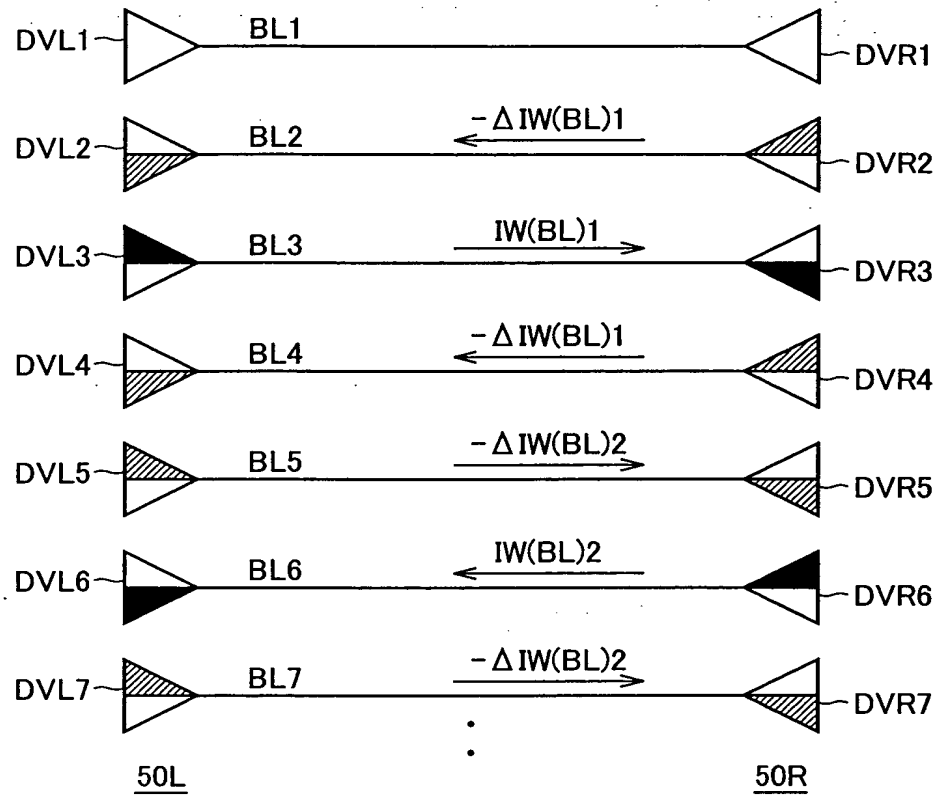 DVL1 BL1 DVR1
-ΔIW(BL)1
DVL2 BL2 DVR2
IW(BL)1
DVL3 BL3 DVR3
-ΔIW(BL)1
DVL4 BL4 DVR4
-ΔIW(BL)2
DVL5 BL5 DVR5
IW(BL)2
DVL6 BL6 DVR6
-ΔIW(BL)2
DVL7 BL7 DVR7
50L 50R